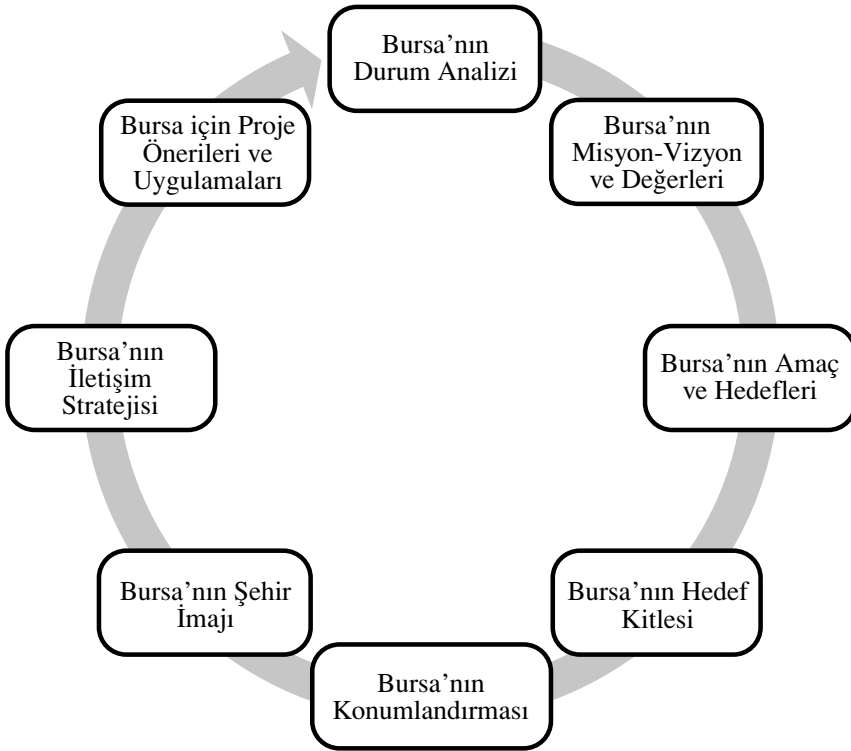 Bursa’nın
Durum Analizi
Bursa’nın
Misyon-Vizyon
ve Değerleri
Bursa’nın Amaç
ve Hedefleri
Bursa’nın Hedef
Kitlesi
Bursa’nın
Konumlandırması
Bursa’nın Şehir
İmajı
Bursa’nın
İletişim
Stratejisi
Bursa için Proje
Önerileri ve
Uygulamaları